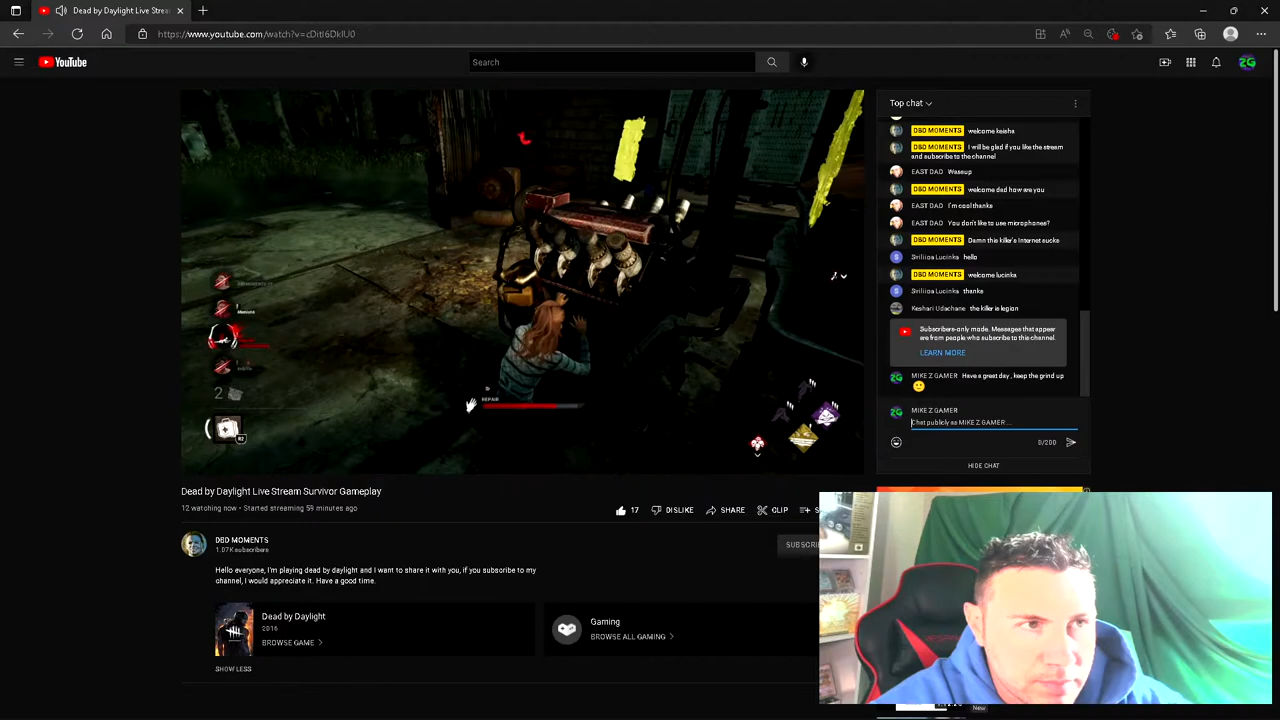 Dead by Daylight Live Strea
https://www.youtube.com/watch?v=cDitI6DkIU0
YouTube
Search
2G
Top chat
DBD MOMENTS welcome keisha
DBD MOMENTS I will be glad if you like the stream
and subscribe to the channel
EAST DAD Wassup
DBD MOMENTS welcome dad how are you
EAST DAD I'm cool thanks
EAST DAD You don't like to use microphones?
DBD MOMENTS Damn this killer's Internet sucks
hello
DBD MOMENTS welcome lucinka
S thanks
Keshari Udachane the killer is legion
Subscribers-only mode. Messages that appear
are from people who subscribe to this channel.
LEARN MORE
MIKE Z GAMER Have a great day , keep the grind up
MIKE Z GAMER
Chat publicly as MIKE Z GAMER...
0/200
HIDE CHAT
REPAIR
2
R2
Dead by Daylight Live Stream Survivor Gameplay
12 watching now • Started streaming 59 minutes ago
17 DISLIKE SHARE CLIP S
DBD MOMENTS
1.07K subscribers
SUBSCRI
Hello everyone, I'm playing dead by daylight and I want to share it with you, if you subscribe to my
channel, I would appreciate it. Have a good time.
Dead by Daylight
2016
BROWSE GAME
Gaming
BROWSE ALL GAMING
SHOW LESS
New